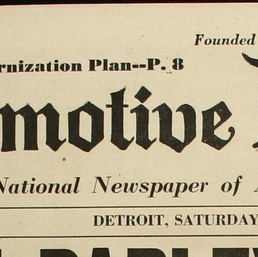 Founded
rnization Plan--P. 8
motive
National Newspaper of
DETROIT, SATURDAY